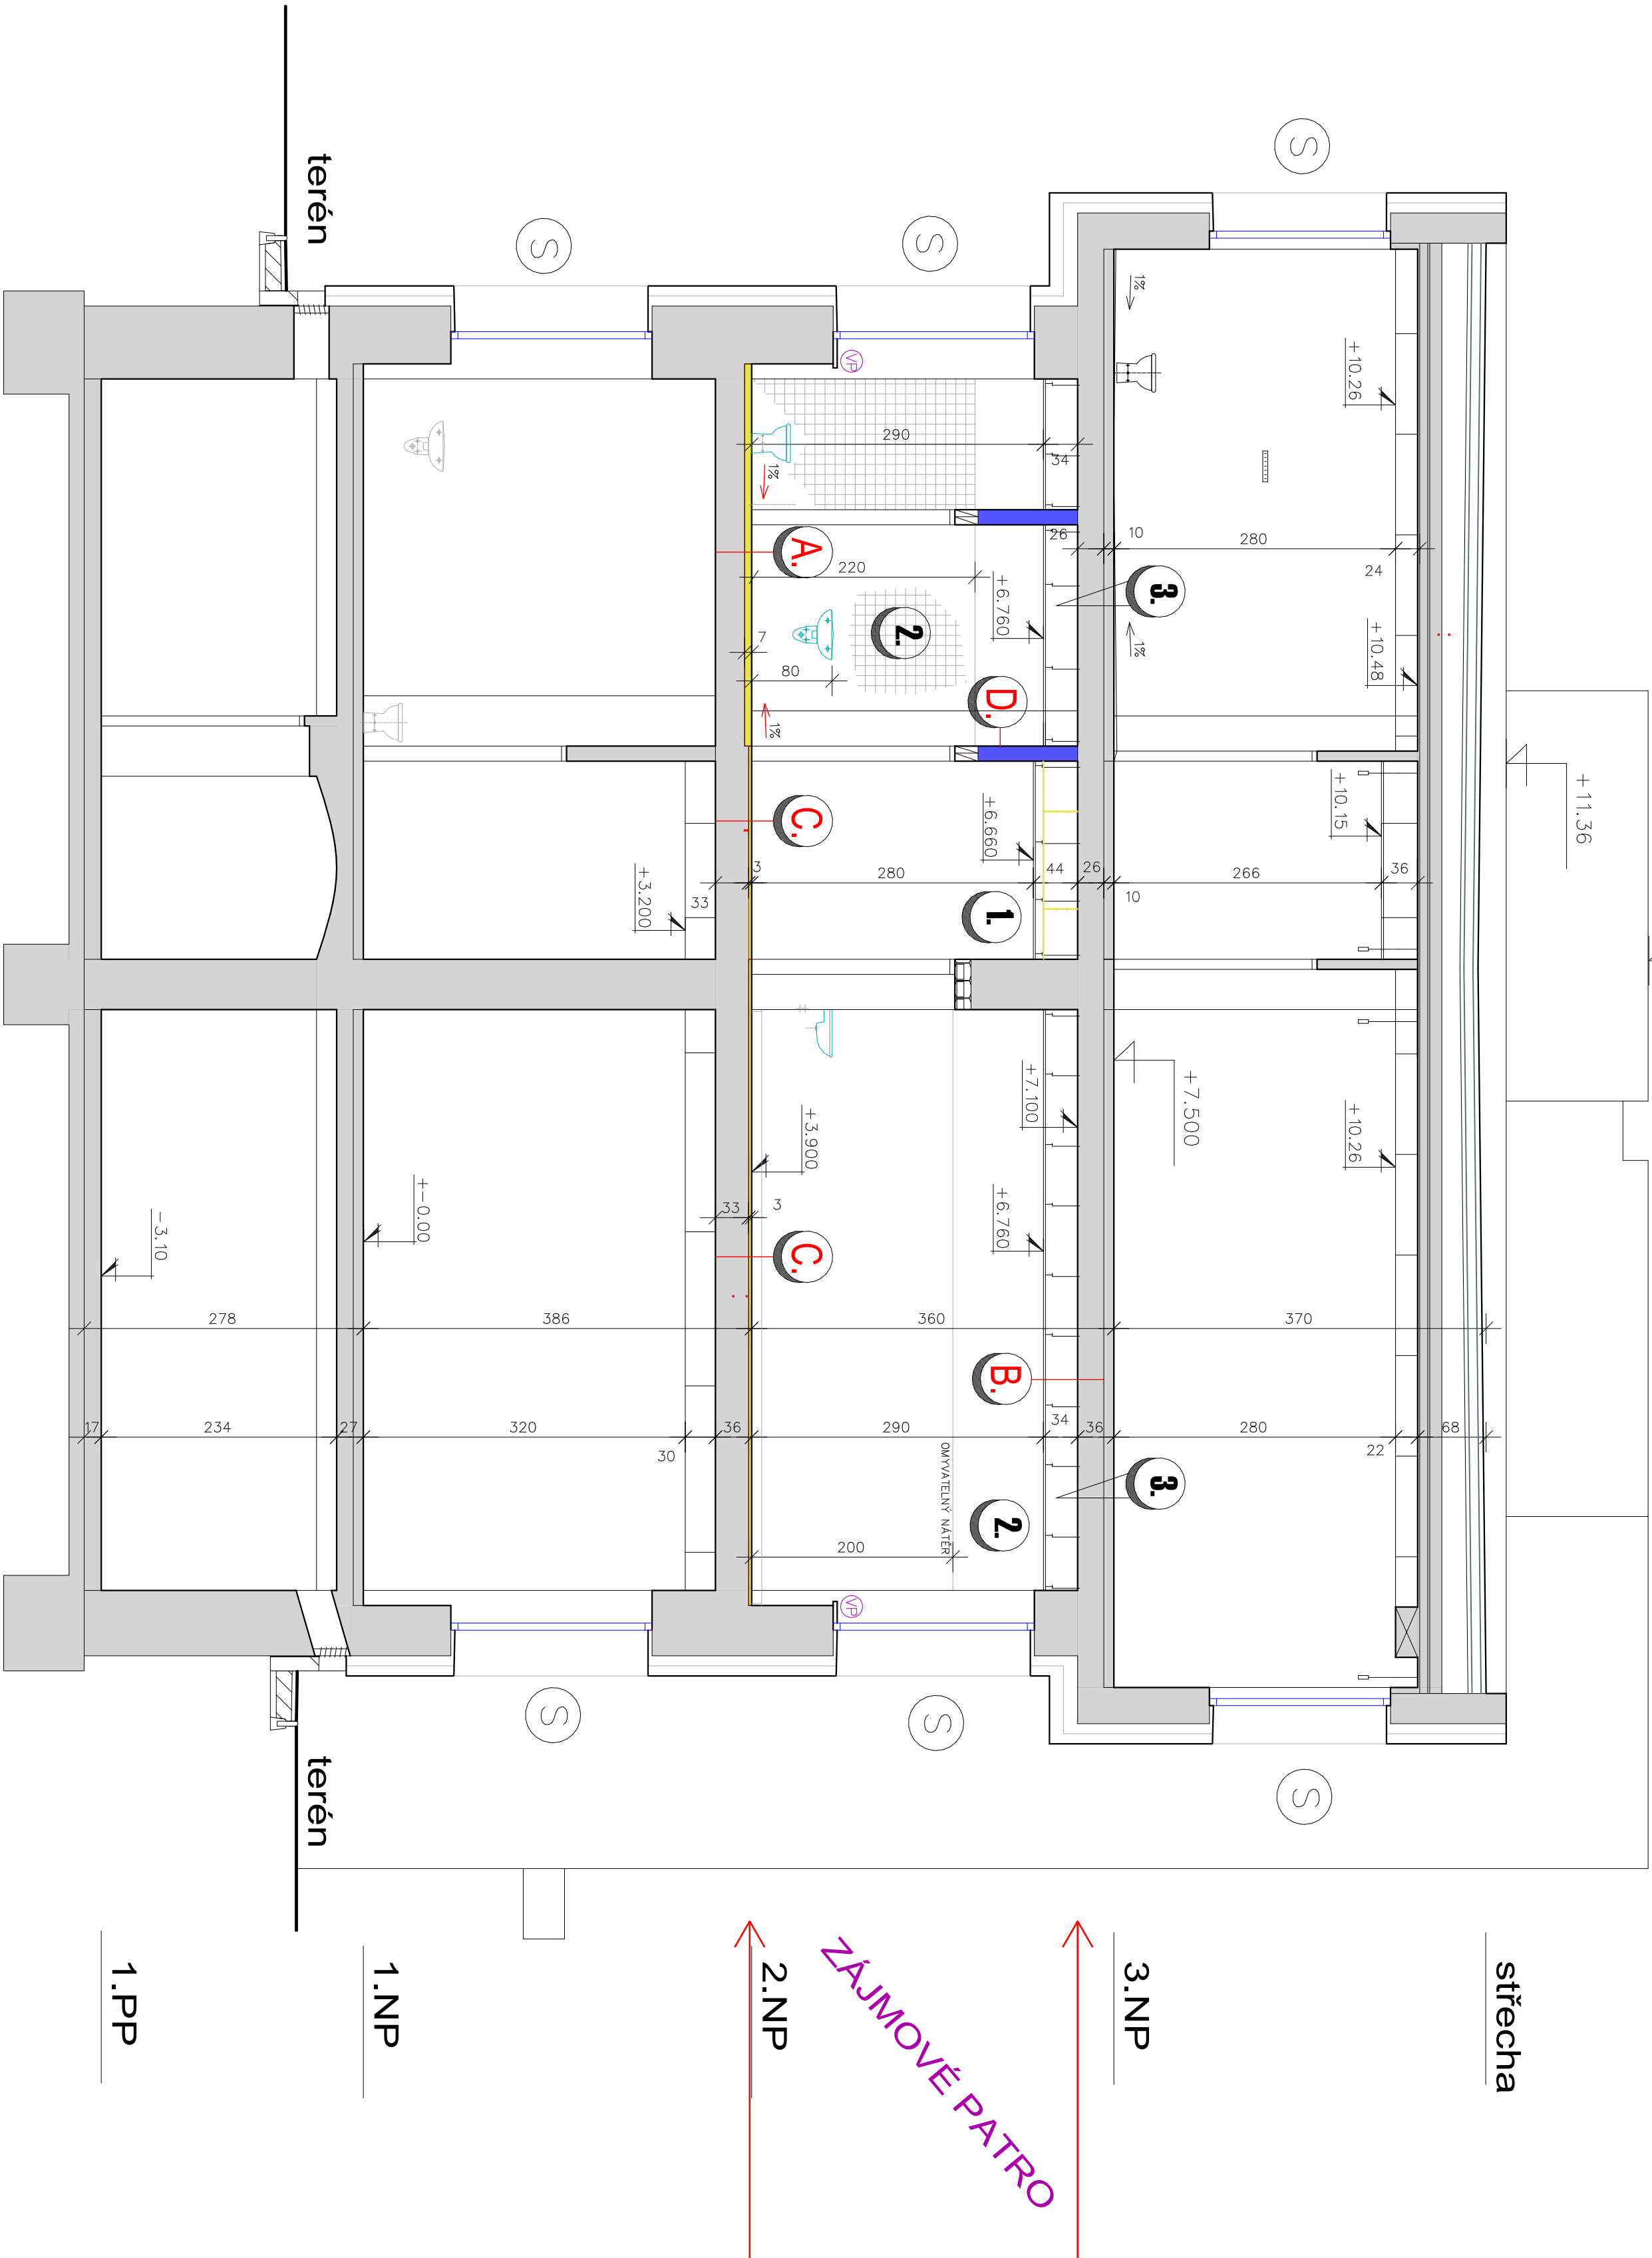 střecha
+11.36
S
S
+10.26
+10.48
+10.15
+10.26
1%
1%
10
280
24
266
36
10
370
280
22
68
3.
3.
+7.500
3.NP
ZÁJMOVÉ PATRO
S
S
VP
VP
290
34
26
220
+6.760
1%
2.
7
80
1%
A.
D.
C.
+6.660
3
280
44
26
1.
+7.100
+3.900
+6.760
33
3
C.
360
B.
290
34
36
OMYVATELNÝ NÁTĚR
2.
200
2.NP
S
S
+3.200
33
+-0.00
386
320
30
36
1.NP
terén
terén
-3.10
278
17
234
27
1.PP